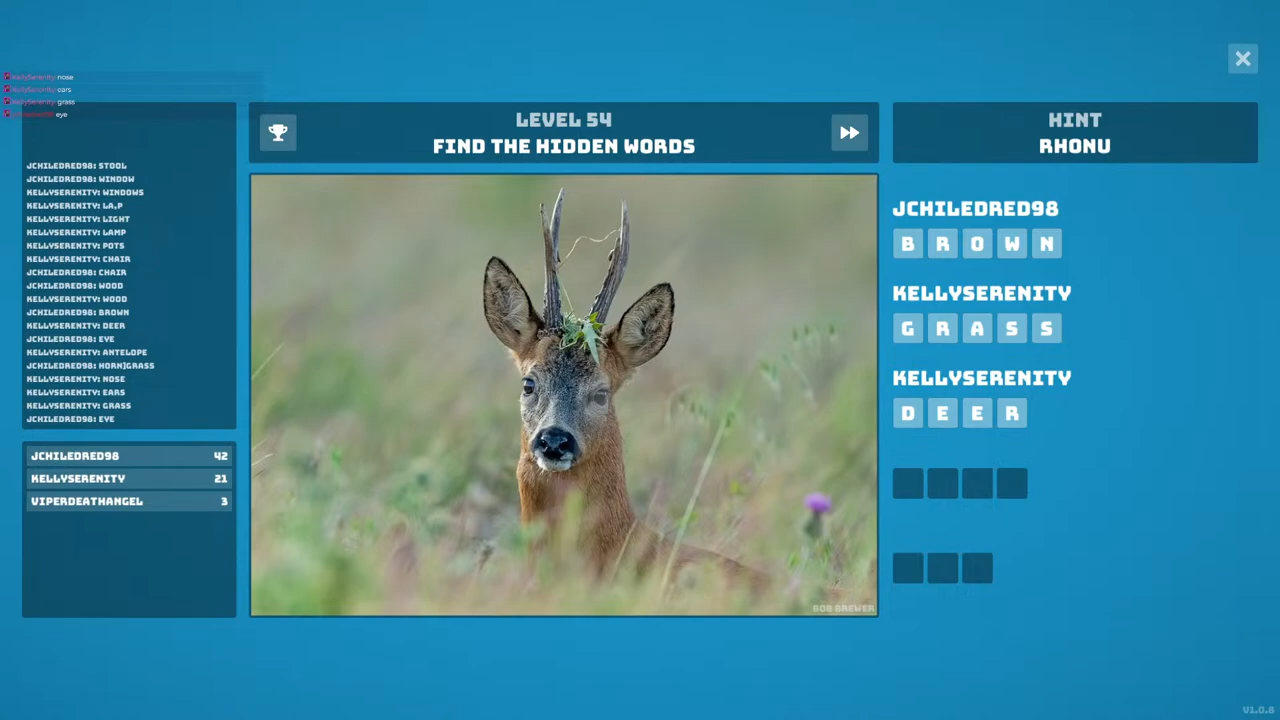 KellySerenity: nose
KellySerenity: ears
KellySerenity: grass
eye
JCHILEDRED98: STOOL
JCHILEDRED98: WINDOW
KELLYSERENITY: WINDOWS
KELLYSERENITY: LA,P
KELLYSERENITY: LIGHT
KELLYSERENITY: LAMP
KELLYSERENITY: POTS
KELLYSERENITY: CHAIR
JCHILEDRED98: CHAIR
JCHILEDRED98: WOOD
KELLYSERENITY: WOOD
JCHILEDRED98: BROWN
KELLYSERENITY: DEER
JCHILEDRED98: EYE
KELLYSERENITY: ANTELOPE
JCHILEDRED98: HORN]GRASS
KELLYSERENITY: NOSE
KELLYSERENITY: EARS
KELLYSERENITY: GRASS
JCHILEDRED98: EYE
JCHILEDRED98 42
KELLYSERENITY 21
VIPERDEATHANGEL 3
LEVEL 54
FIND THE HIDDEN WORDS
BOB BREWER
HINT
RHONU
JCHILEDRED98
BROWN
KELLYSERENITY
GRASS
KELLYSERENITY
DEER
V1.0.8